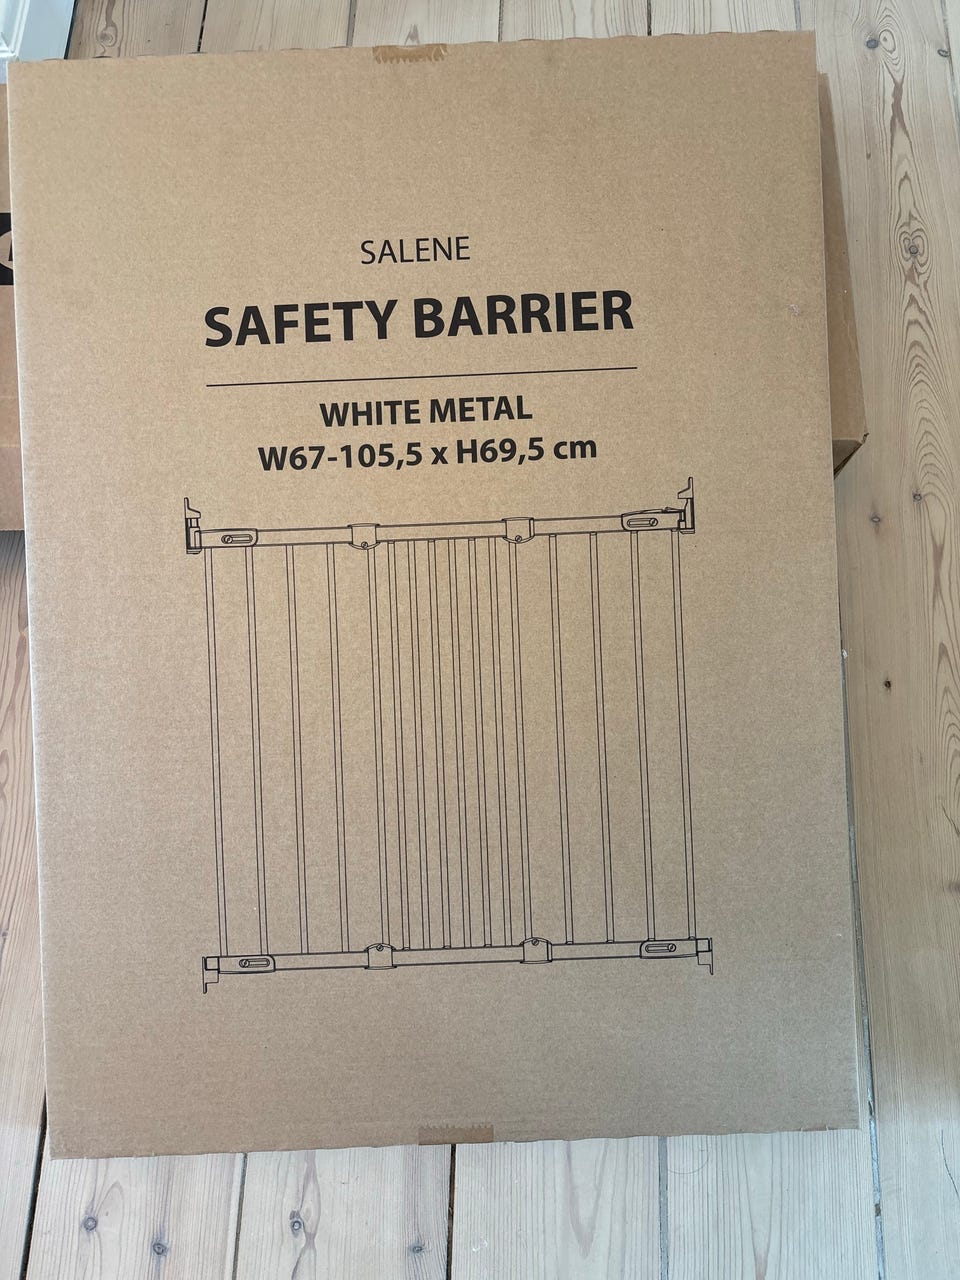 SALENE
SAFETY BARRIER
WHITE METAL
W67-105,5 x H69,5 cm